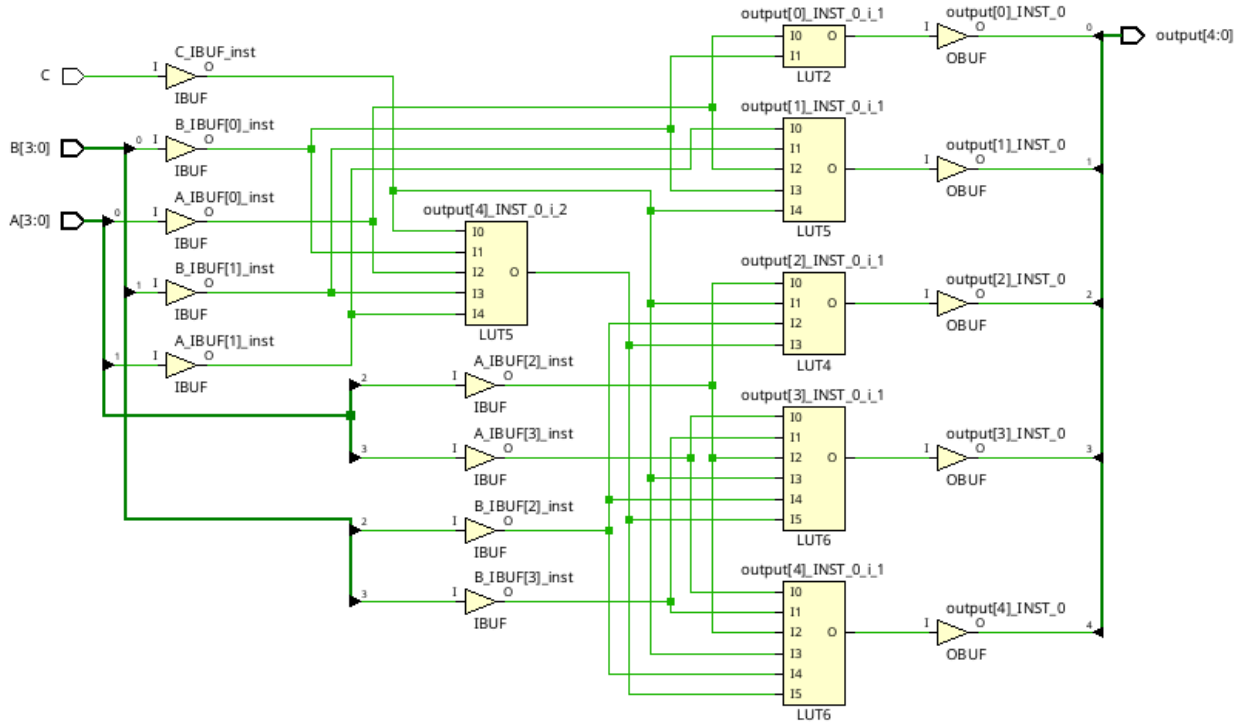 C
I
C_IBUF_inst
O
IBUF
B[3:0]
0
I
B_IBUF[0]_inst
O
IBUF
A[3:0]
0
I
A_IBUF[0]_inst
O
IBUF
1
I
B_IBUF[1]_inst
O
IBUF
1
I
A_IBUF[1]_inst
O
IBUF
output[4]_INST_0_i_2
I0
I1
I2
I3
I4
O
LUT5
2
I
A_IBUF[2]_inst
O
IBUF
3
I
A_IBUF[3]_inst
O
IBUF
2
I
B_IBUF[2]_inst
O
IBUF
3
I
B_IBUF[3]_inst
O
IBUF
output[0]_INST_0_i_1
I0
I1
O
LUT2
output[1]_INST_0_i_1
I0
I1
I2
I3
I4
O
LUT5
output[2]_INST_0_i_1
I0
I1
I2
I3
O
LUT4
output[3]_INST_0_i_1
I0
I1
I2
I3
I4
I5
O
LUT6
output[4]_INST_0_i_1
I0
I1
I2
I3
I4
I5
O
LUT6
output[0]_INST_0
I
O
OBUF
0
output[4:0]
output[1]_INST_0
I
O
OBUF
1
output[2]_INST_0
I
O
OBUF
2
output[3]_INST_0
I
O
OBUF
3
output[4]_INST_0
I
O
OBUF
4